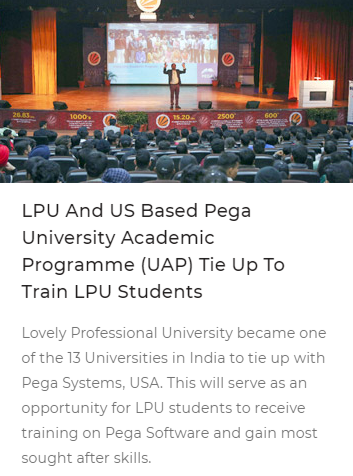 26.83 1000's 15.20 2500 600
LPU And US Based Pega
University Academic
Programme (UAP) Tie Up To
Train LPU Students
Lovely Professional University became one
of the 13 Universities in India to tie up with
Pega Systems, USA. This will serve as an
opportunity for LPU students to receive
training on Pega Software and gain most
sought after skills.